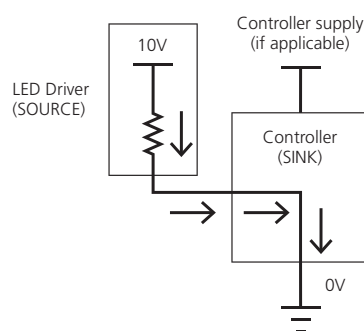 Controller supply
(if applicable)
10V
LED Driver
(SOURCE)
Controller
(SINK)
0V